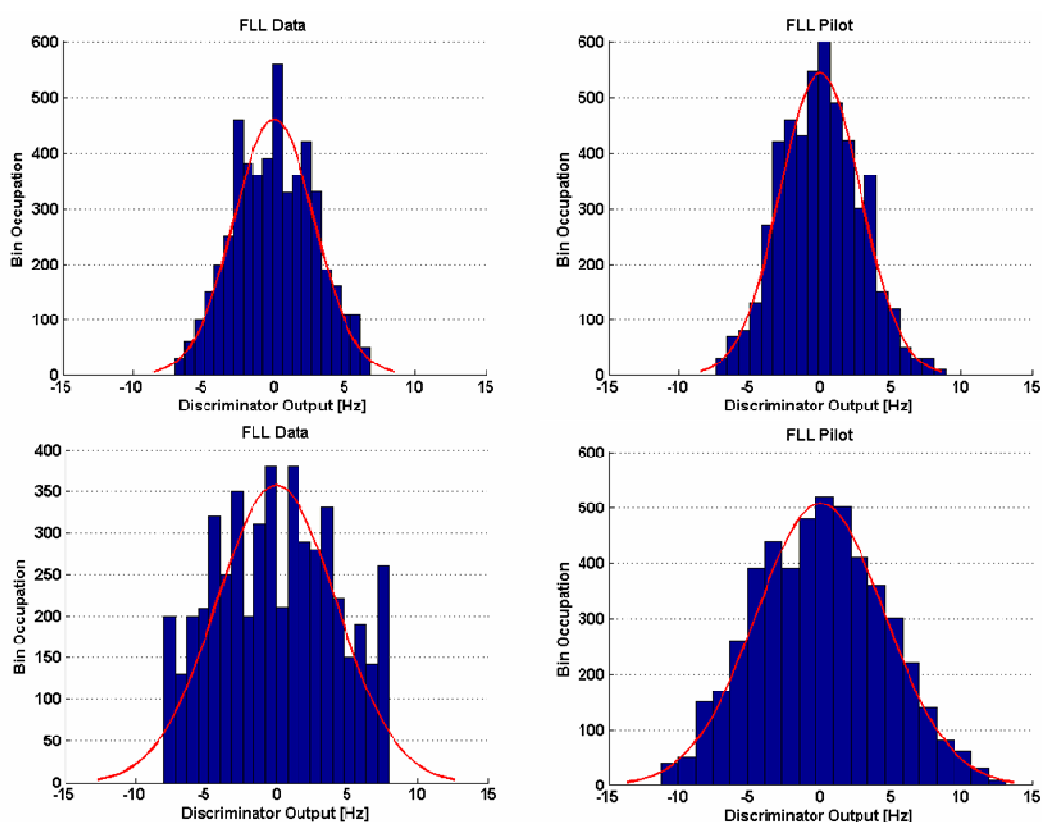 FLL Data
600
500
400
300
200
100
0
Bin Occupation
-15 -10 -5 0 5 10 15
Discriminator Output [Hz]
FLL Pilot
600
500
400
300
200
100
0
Bin Occupation
-15 -10 -5 0 5 10 15
Discriminator Output [Hz]
FLL Data
400
350
300
250
200
150
100
50
0
Bin Occupation
-15 -10 -5 0 5 10 15
Discriminator Output [Hz]
FLL Pilot
600
500
400
300
200
100
0
Bin Occupation
-15 -10 -5 0 5 10 15
Discriminator Output [Hz]